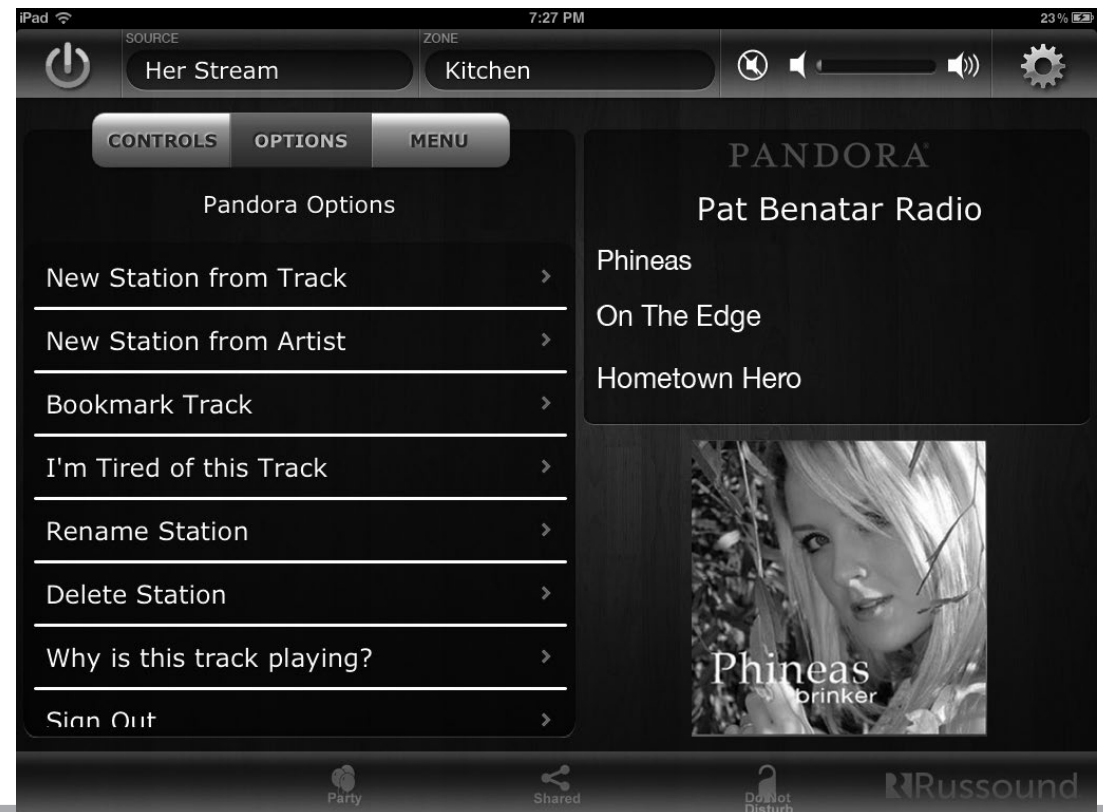 iPad 7:27 PM 23%
SOURCE ZONE
Her Stream Kitchen
CONTROLS OPTIONS MENU
Pandora Options
New Station from Track
New Station from Artist
Bookmark Track
I'm Tired of this Track
Rename Station
Delete Station
Why is this track playing?
Sign Out
PANDORA®
Pat Benatar Radio
Phineas
On The Edge
Hometown Hero
Phineas
brinker
Party Shared Do Not
Disturb
Russound